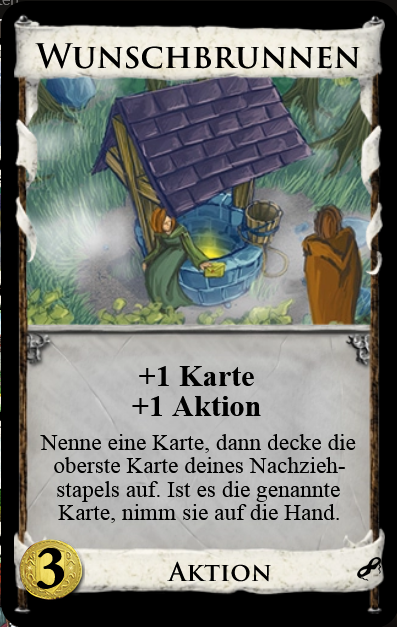 Wunschbrunnen
+1 Karte
+1 Aktion
Nenne eine Karte, dann decke die
oberste Karte deines Nachzieh-
stapels auf. Ist es die genannte
Karte, nimm sie auf die Hand.
3
Aktion